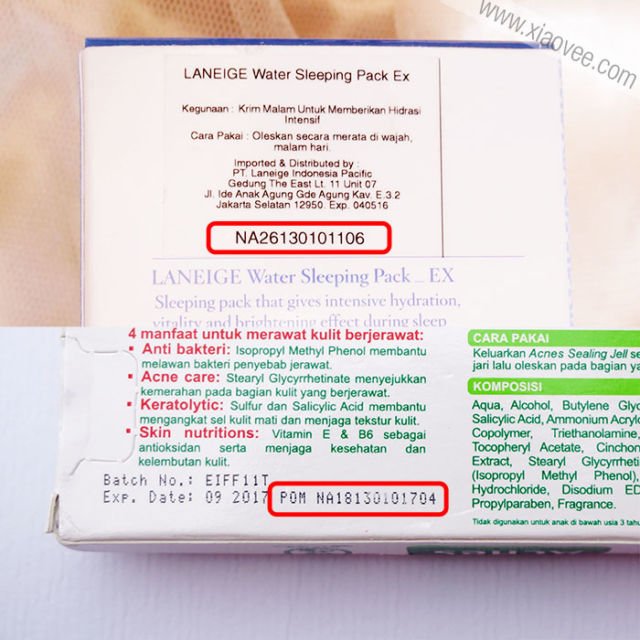 www.xiaovee.com
LANEIGE Water Sleeping Pack Ex
Kegunaan : Krim Malam Untuk Memberikan Hidrasi
Intensif
Cara Pakai : Oleskan secara merata di wajah,
malam hari.
Imported & Distributed by :
PT. Laneige Indonesia Pacific
Gedung The East Lt. 11 Unit 07
Jl. Ide Anak Agung Gde Agung Kav. E.3.2
Jakarta Selatan 12950. Exp. 040516
NA26130101106
LANEIGE Water Sleeping Pack_EX
Sleeping pack that gives intensive hydration,
vitality and brightening effect during sleep
4 manfaat untuk merawat kulit berjerawat:
• Anti bakteri: Isopropyl Methyl Phenol membantu
melawan bakteri penyebab jerawat.
• Acne care: Stearyl Glycyrrhetinate menyejukkan
kemerahan pada bagian kulit yang berjerawat.
• Keratolytic: Sulfur dan Salicylic Acid membantu
mengangkat sel kulit mati dan menjaga tekstur kulit.
• Skin nutritions: Vitamin E & B6 sebagai
antioksidan serta menjaga kesehatan dan
kelembutan kulit.
Batch No.: EIFF11T
Exp. Date: 09 2017 POM NA18130101704
CARA PAKAI
Keluarkan Acnes Sealing Jell se
jari lalu oleskan pada bagian ya
KOMPOSISI
Aqua, Alcohol, Butylene Glyc
Salicylic Acid, Ammonium Acrylo
Copolymer, Triethanolamine,
Tocopheryl Acetate, Cinchon
Extract, Stearyl Glycyrrheti
(Isopropyl Methyl Phenol),
Hydrochloride, Disodium ED
Propylparaben, Fragrance.
Tidak digunakan untuk anak di bawah usia 3 tahu